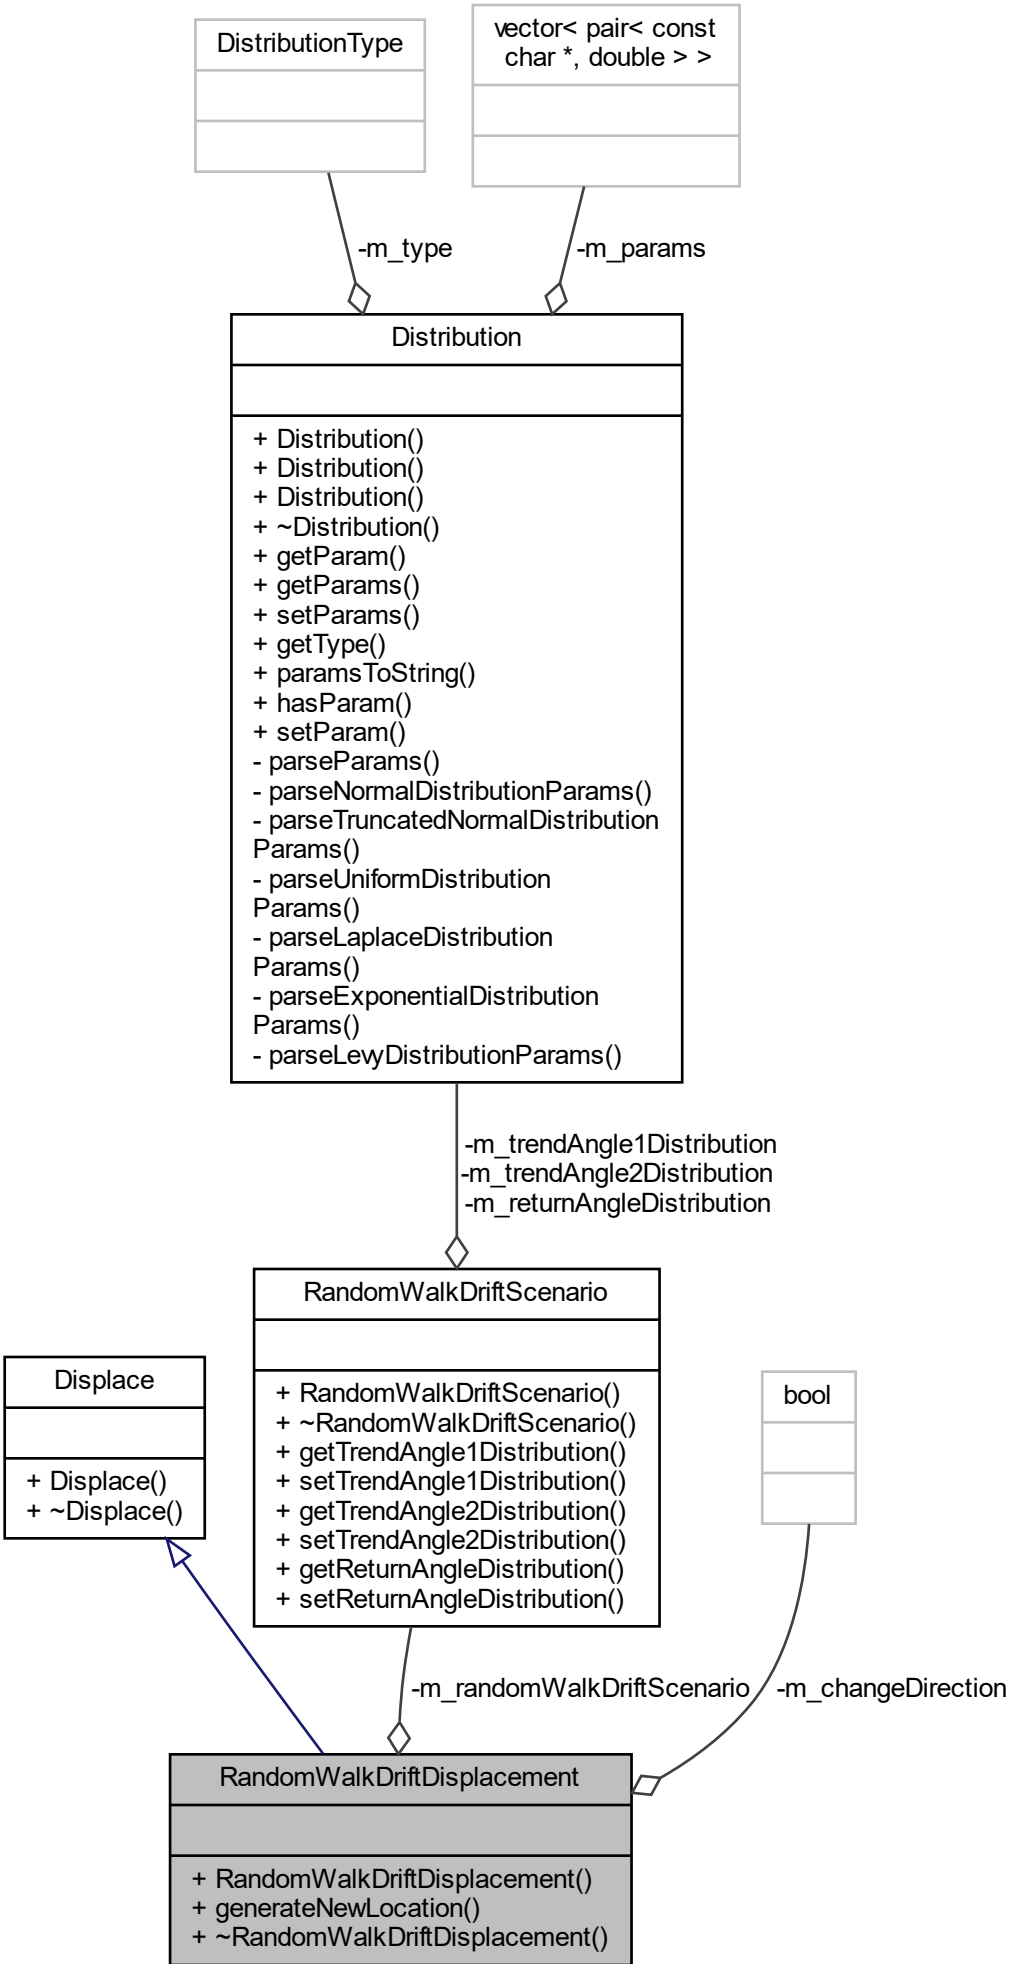 DistributionType
vector< pair< const
char *, double > >
-m_type
-m_params
Distribution
+ Distribution()
+ Distribution()
+ Distribution()
+ ~Distribution()
+ getParam()
+ getParams()
+ setParams()
+ getType()
+ paramsToString()
+ hasParam()
+ setParam()
- parseParams()
- parseNormalDistributionParams()
- parseTruncatedNormalDistribution
Params()
- parseUniformDistribution
Params()
- parseLaplaceDistribution
Params()
- parseExponentialDistribution
Params()
- parseLevyDistributionParams()
-m_trendAngle1Distribution
-m_trendAngle2Distribution
-m_returnAngleDistribution
RandomWalkDriftScenario
+ RandomWalkDriftScenario()
+ ~RandomWalkDriftScenario()
+ getTrendAngle1Distribution()
+ setTrendAngle1Distribution()
+ getTrendAngle2Distribution()
+ setTrendAngle2Distribution()
+ getReturnAngleDistribution()
+ setReturnAngleDistribution()
Displace
+ Displace()
+ ~Displace()
bool
-m_randomWalkDriftScenario
-m_changeDirection
RandomWalkDriftDisplacement
+ RandomWalkDriftDisplacement()
+ generateNewLocation()
+ ~RandomWalkDriftDisplacement()